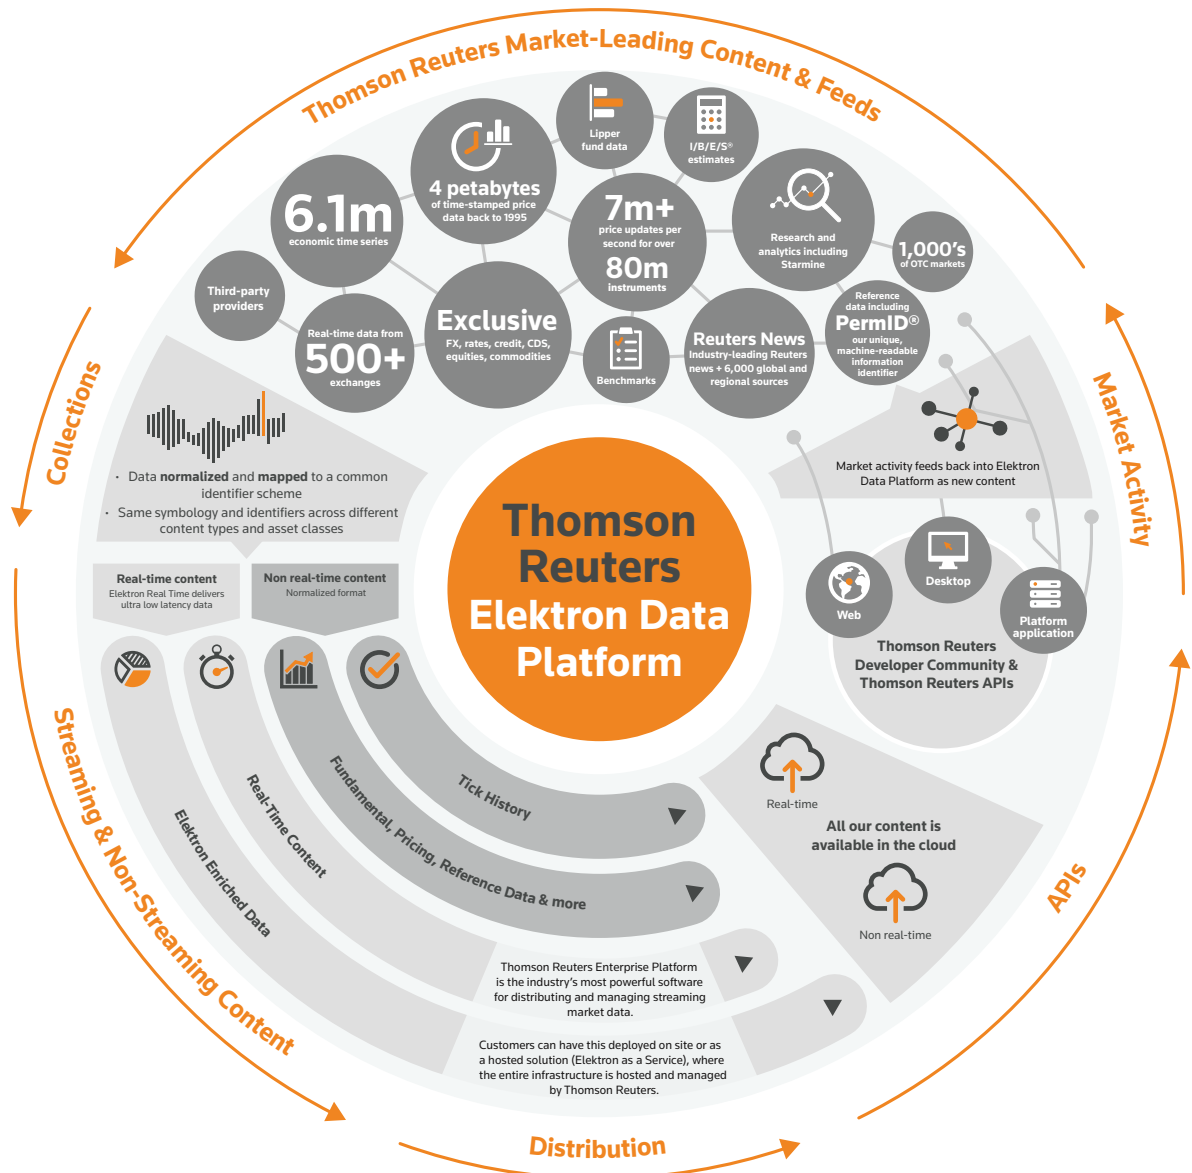 Thomson Reuters Market-Leading Content & Feeds
Lipper
fund data
I/B/E/S®
estimates
4 petabytes
of time-stamped price
data back to 1995
6.1m
economic time series
7m+
price updates per
second for over
80m
instruments
Research and
analytics including
Starmine
1,000's
of OTC markets
Third-party
providers
Real-time data from
500+
exchanges
Exclusive
FX, rates, credit, CDS,
equities, commodities
Benchmarks
Reuters News
Industry-leading Reuters
news + 6,000 global and
regional sources
Reference
data including
PermID®
our unique,
machine-readable
information
identifier
Collections
· Data normalized and mapped to a common
identifier scheme
· Same symbology and identifiers across different
content types and asset classes
Market activity feeds back into Elektron
Data Platform as new content
Market Activity
Thomson
Reuters
Elektron Data
Platform
Real-time content
Elektron Real Time delivers
ultra low latency data
Non real-time content
Normalized format
Web
Desktop
Platform
application
Thomson Reuters
Developer Community &
Thomson Reuters APIs
Streaming & Non-Streaming Content
Tick History
Fundamental, Pricing, Reference Data & more
Real-Time Content
Elektron Enriched Data
Real-time
All our content is
available in the cloud
Non real-time
APIs
Thomson Reuters Enterprise Platform
is the industry's most powerful software
for distributing and managing streaming
market data.
Customers can have this deployed on site or as
a hosted solution (Elektron as a Service), where
the entire infrastructure is hosted and managed
by Thomson Reuters.
Distribution